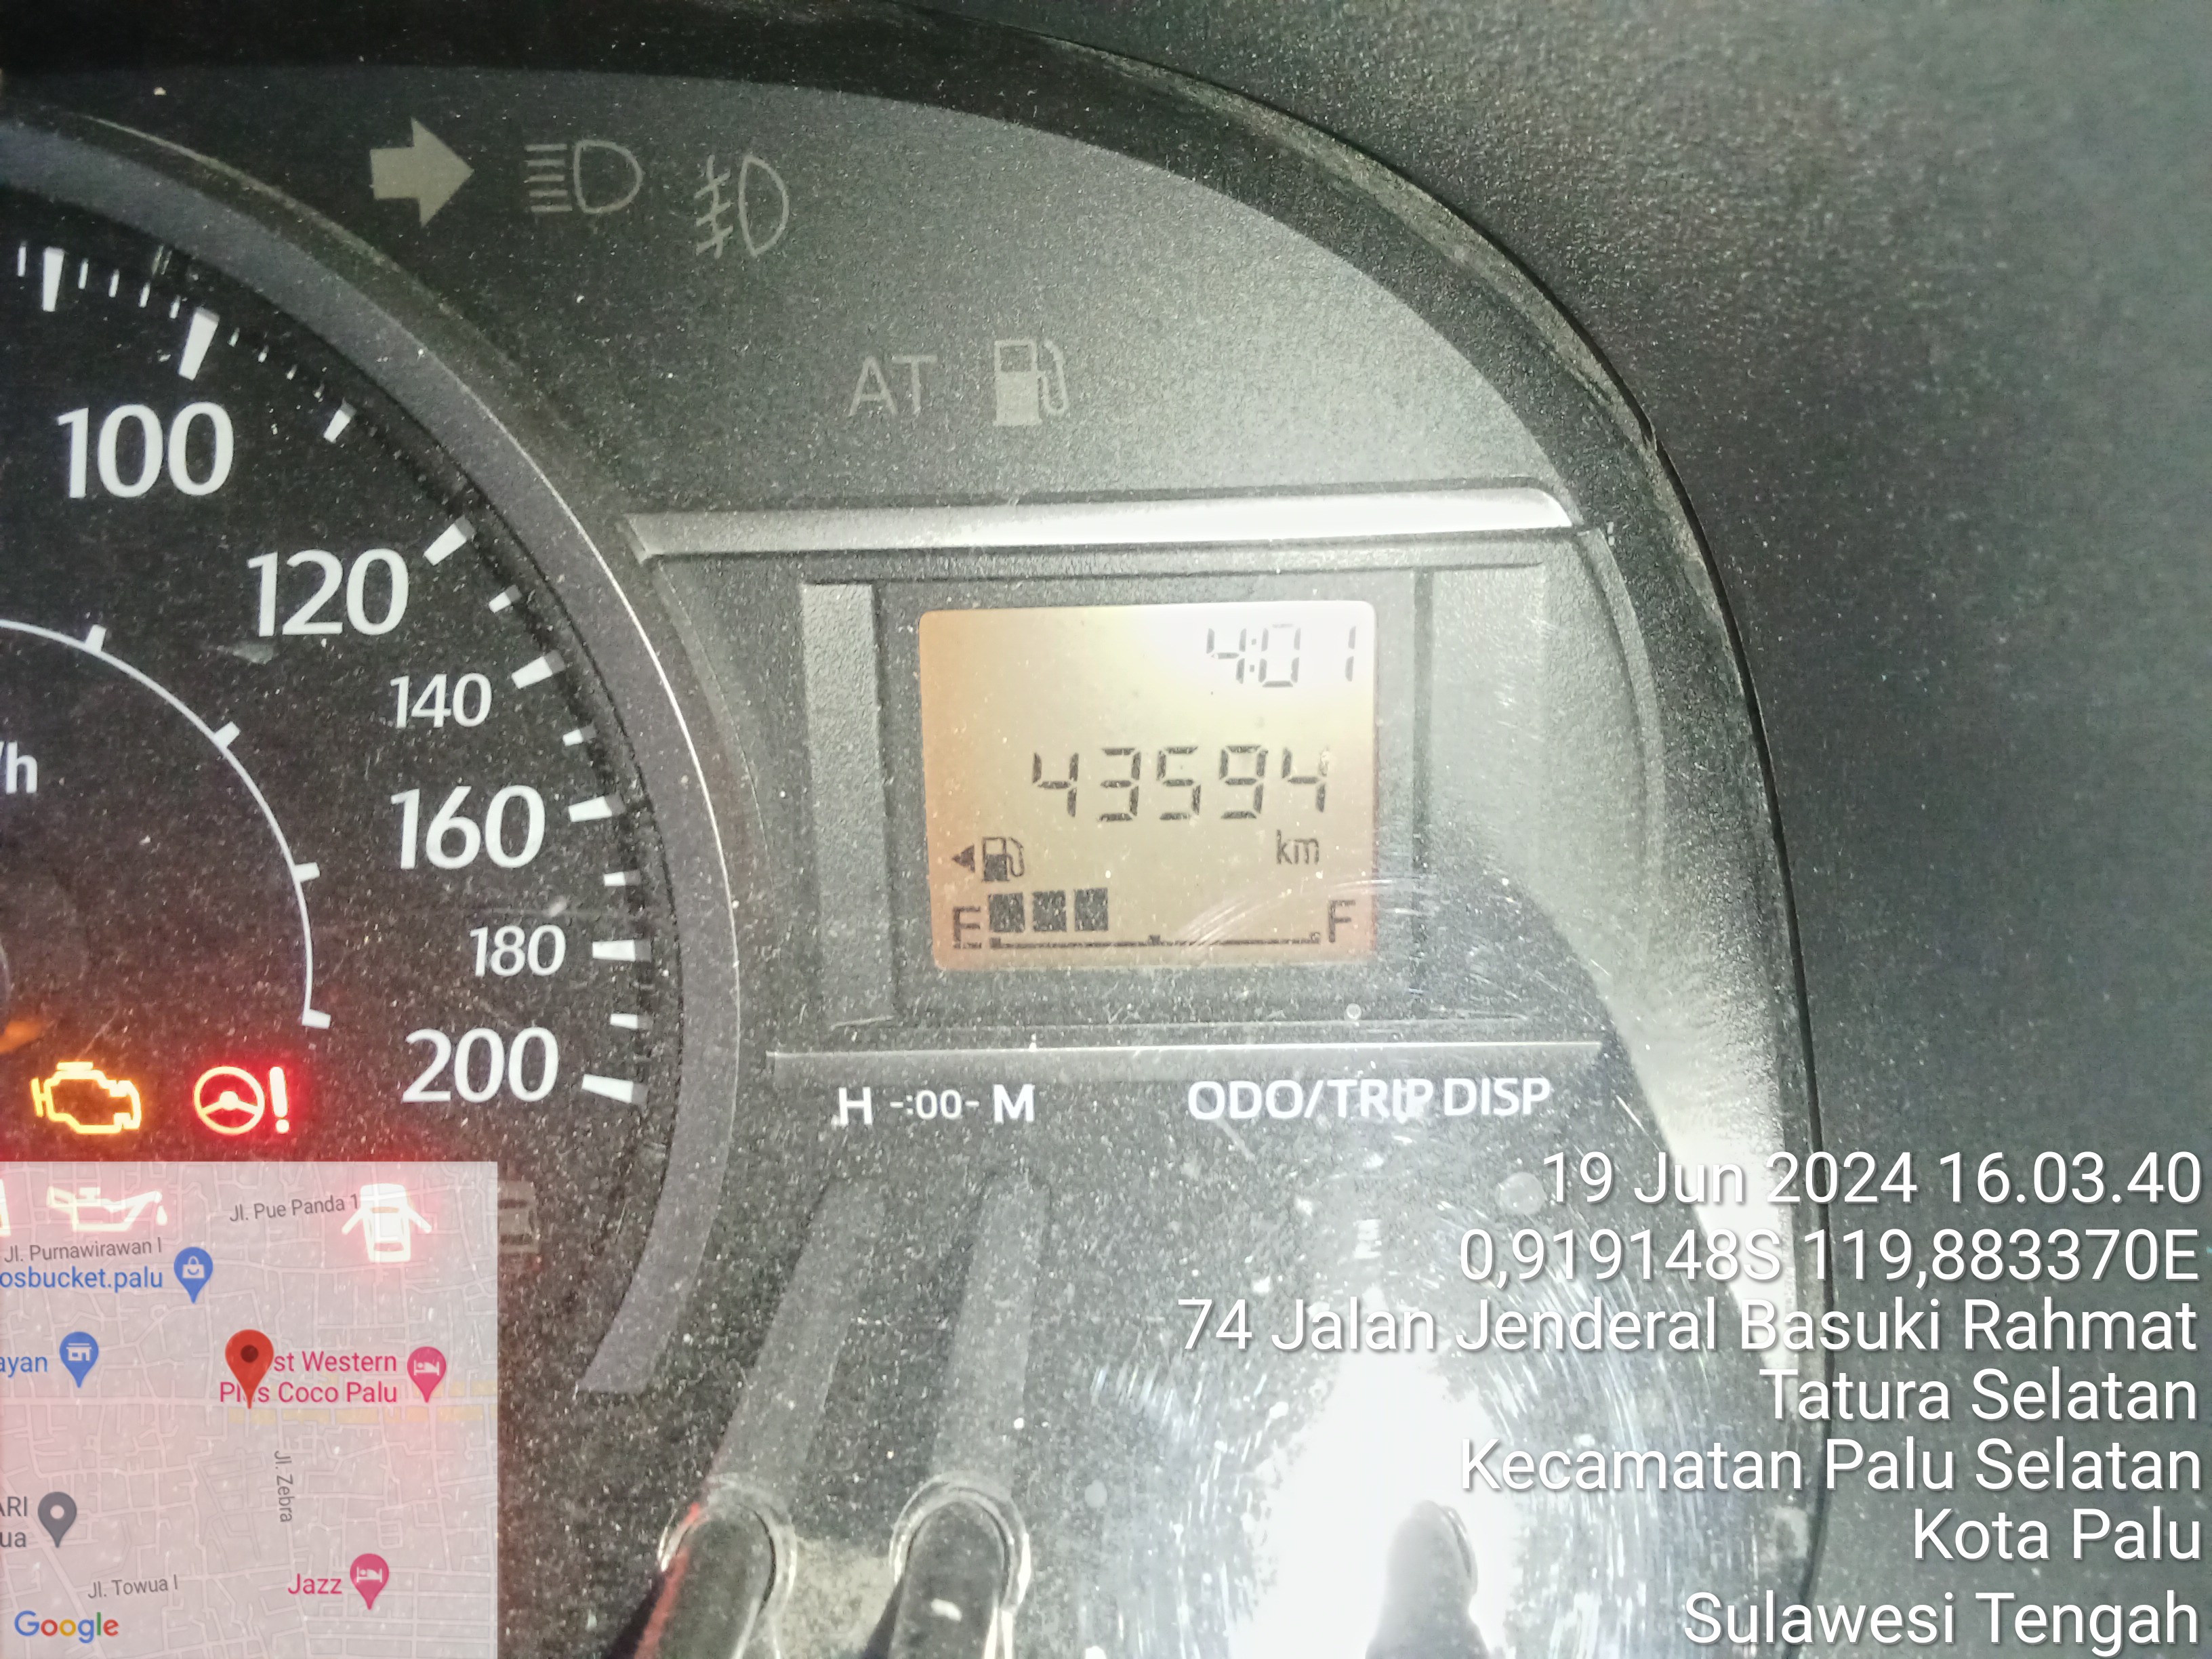 AT
100
120
140
160
180
200
/h
4:01
43594
km
E F
H -:00- M
ODO/TRIP DISP
19 Jun 2024 16.03.40
0,919148S 119,883370E
74 Jalan Jenderal Basuki Rahmat
Tatura Selatan
Kecamatan Palu Selatan
Kota Palu
Sulawesi Tengah
Jl. Pue Panda 1
Jl. Purnawirawan I
osbucket.palu
ayan
st Western
Plus Coco Palu
Jl. Zebra
ARI
ua
Jl. Towua I
Jazz
Google